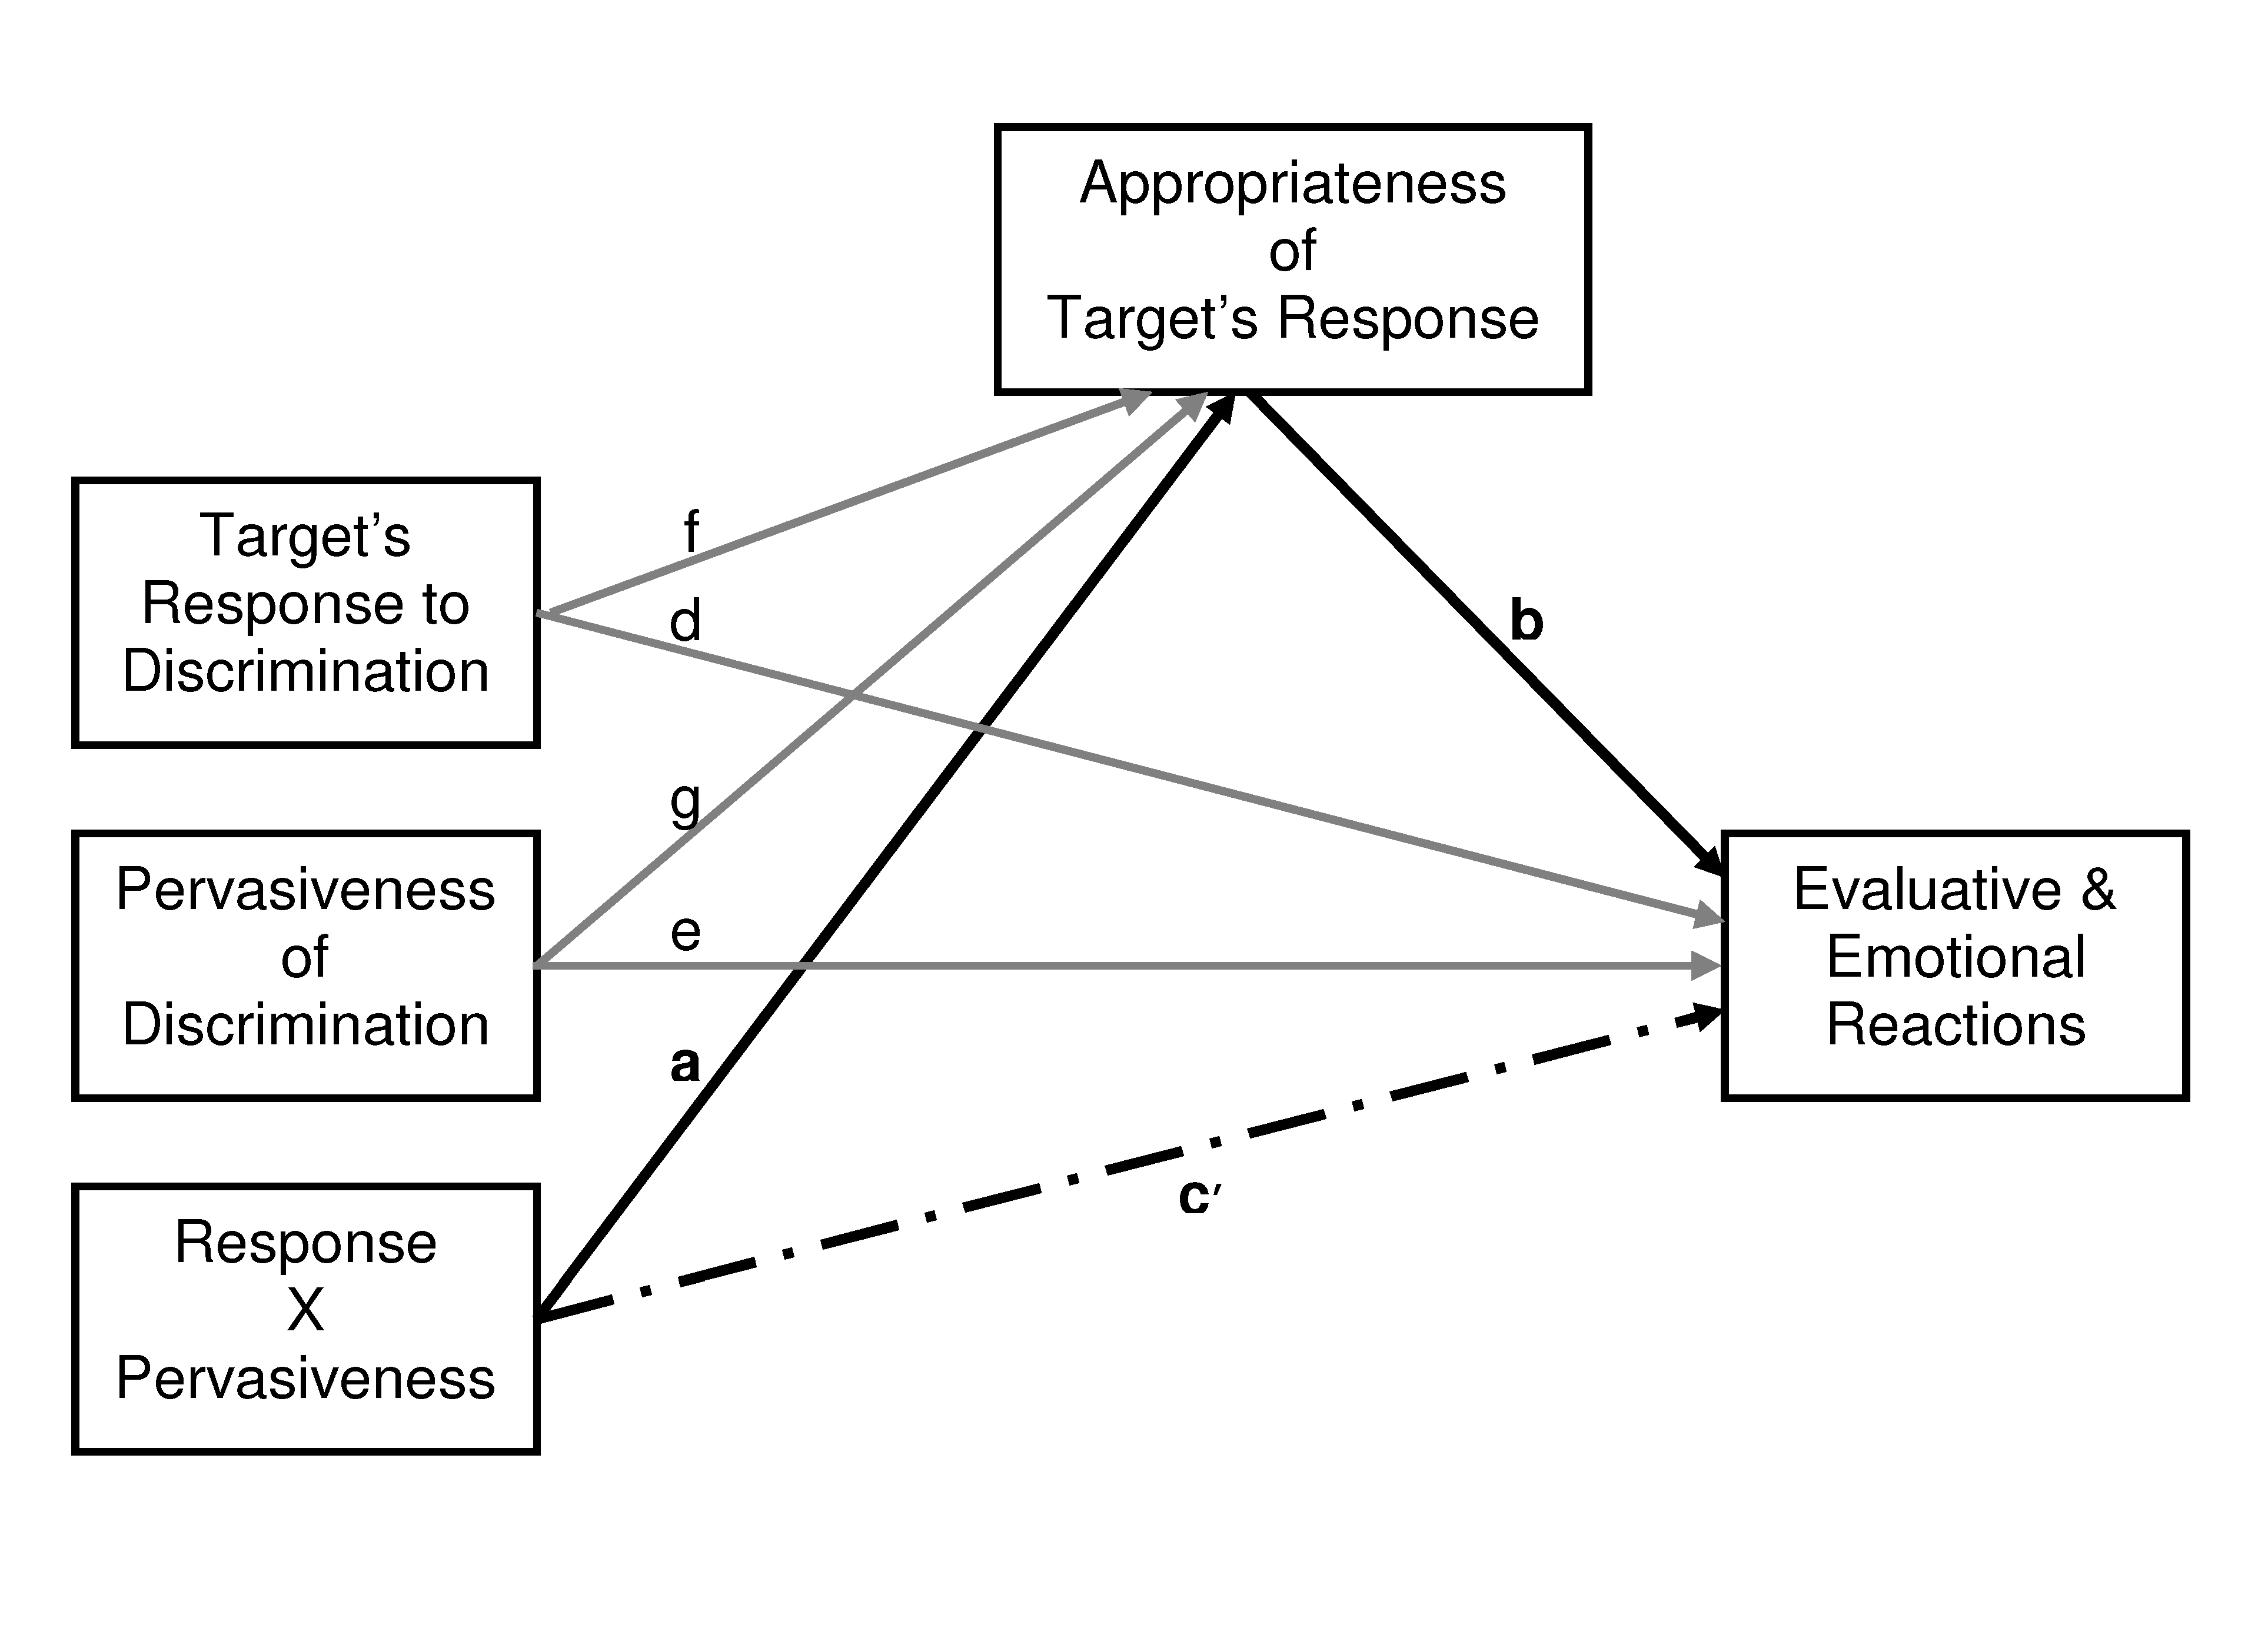 Appropriateness
of
Target’s Response
Target’s
Response to
Discrimination
f
d
b
g
Pervasiveness
of
Discrimination
e
a
Evaluative &
Emotional
Reactions
c′
Response
X
Pervasiveness